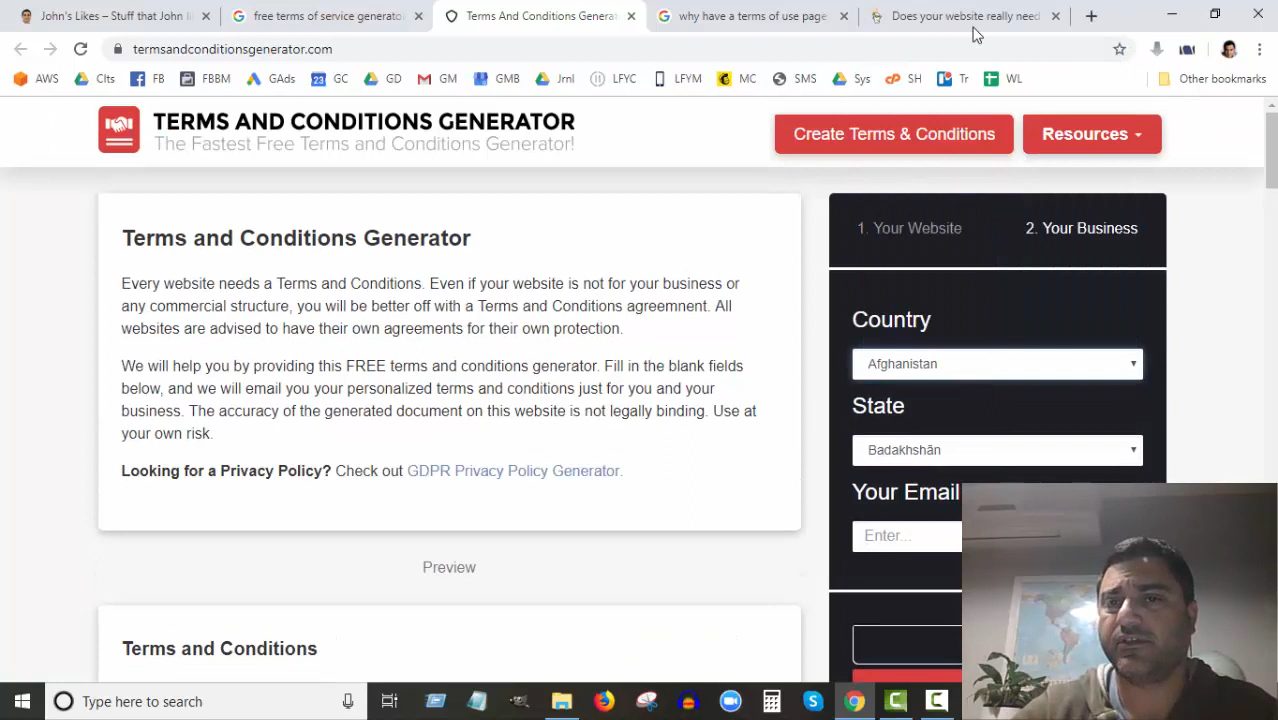 John's Likes – Stuff that John li
free terms of service generator
Terms And Conditions Generat
why have a terms of use page
Does your website really need
termsandconditionsgenerator.com
AWS
Clts
FB
FBBM
GAds
GC
GD
GM
GMB
Jrnl
LFYC
LFYM
MC
SMS
Sys
SH
Tr
WL
Other bookmarks
TERMS AND CONDITIONS GENERATOR
The Fastest Free Terms and Conditions Generator!
Create Terms & Conditions
Resources
Terms and Conditions Generator
Every website needs a Terms and Conditions. Even if your website is not for your business or
any commercial structure, you will be better off with a Terms and Conditions agreemnent. All
websites are advised to have their own agreements for their own protection.
We will help you by providing this FREE terms and conditions generator. Fill in the blank fields
below, and we will email you your personalized terms and conditions just for you and your
business. The accuracy of the generated document on this website is not legally binding. Use at
your own risk.
Looking for a Privacy Policy? Check out GDPR Privacy Policy Generator.
Preview
Terms and Conditions
1. Your Website
2. Your Business
Country
Afghanistan
State
Badakhshān
Your Email
Enter...
Type here to search